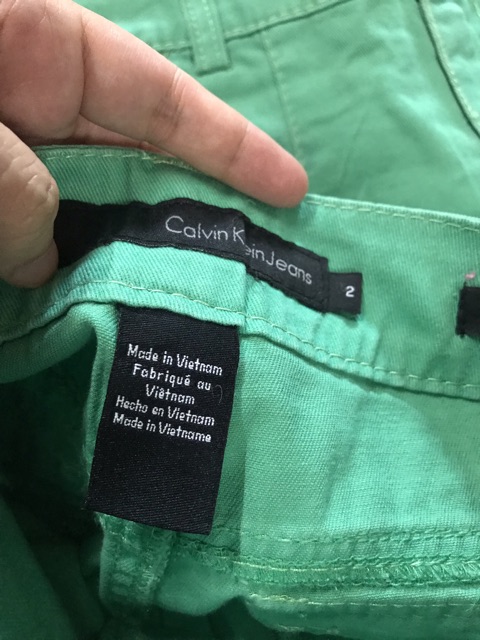 Calvin Klein Jeans
2
Made in Vietnam
Fabriqué au
Viêtnam
Hecho en Vietnam
Made in Vietname